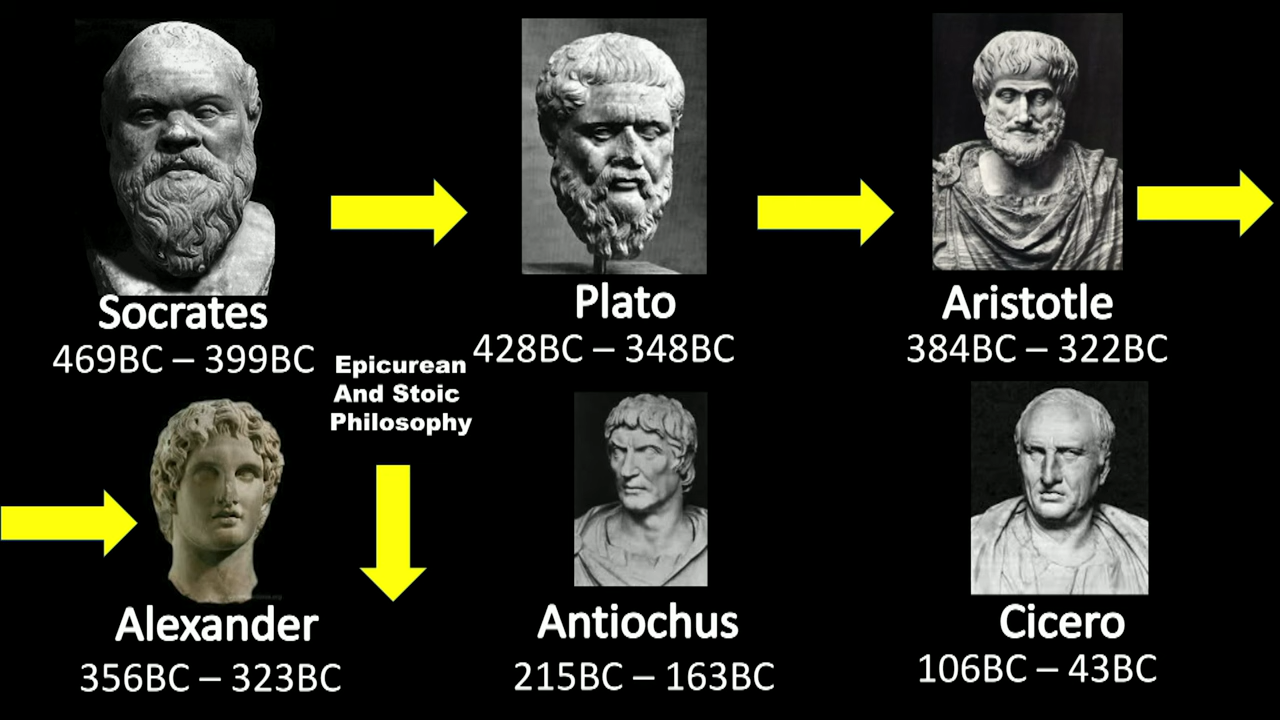 Socrates
469BC – 399BC
Plato
428BC – 348BC
Aristotle
384BC – 322BC
Epicurean
And Stoic
Philosophy
Alexander
356BC – 323BC
Antiochus
215BC – 163BC
Cicero
106BC – 43BC